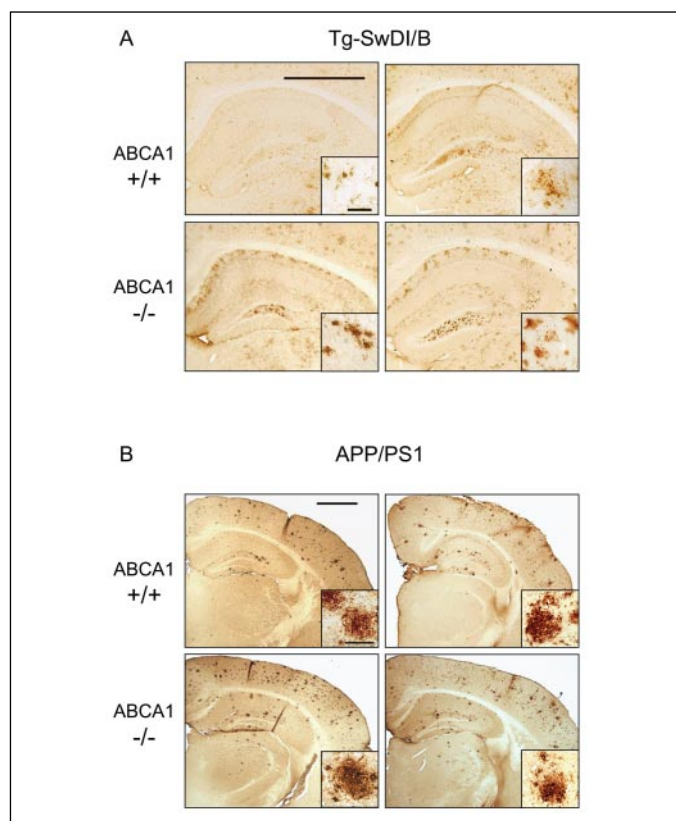 A
Tg-SwDI/B
ABCA1
+/+
ABCA1
-/-
B
APP/PS1
ABCA1
+/+
ABCA1
-/-